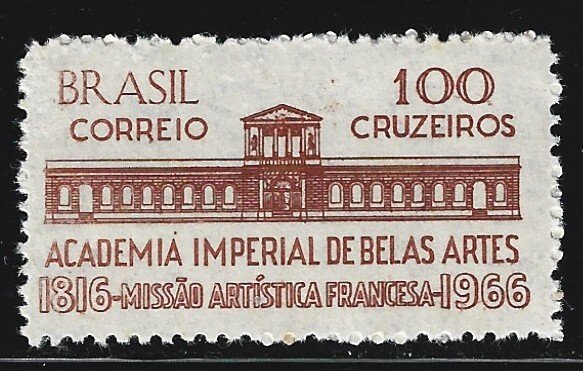 BRASIL 100
CORREIO CRUZEIROS
ACADEMIA IMPERIAL DE BELAS ARTES
1816-MISSÃO ARTÍSTICA FRANCESA-1966